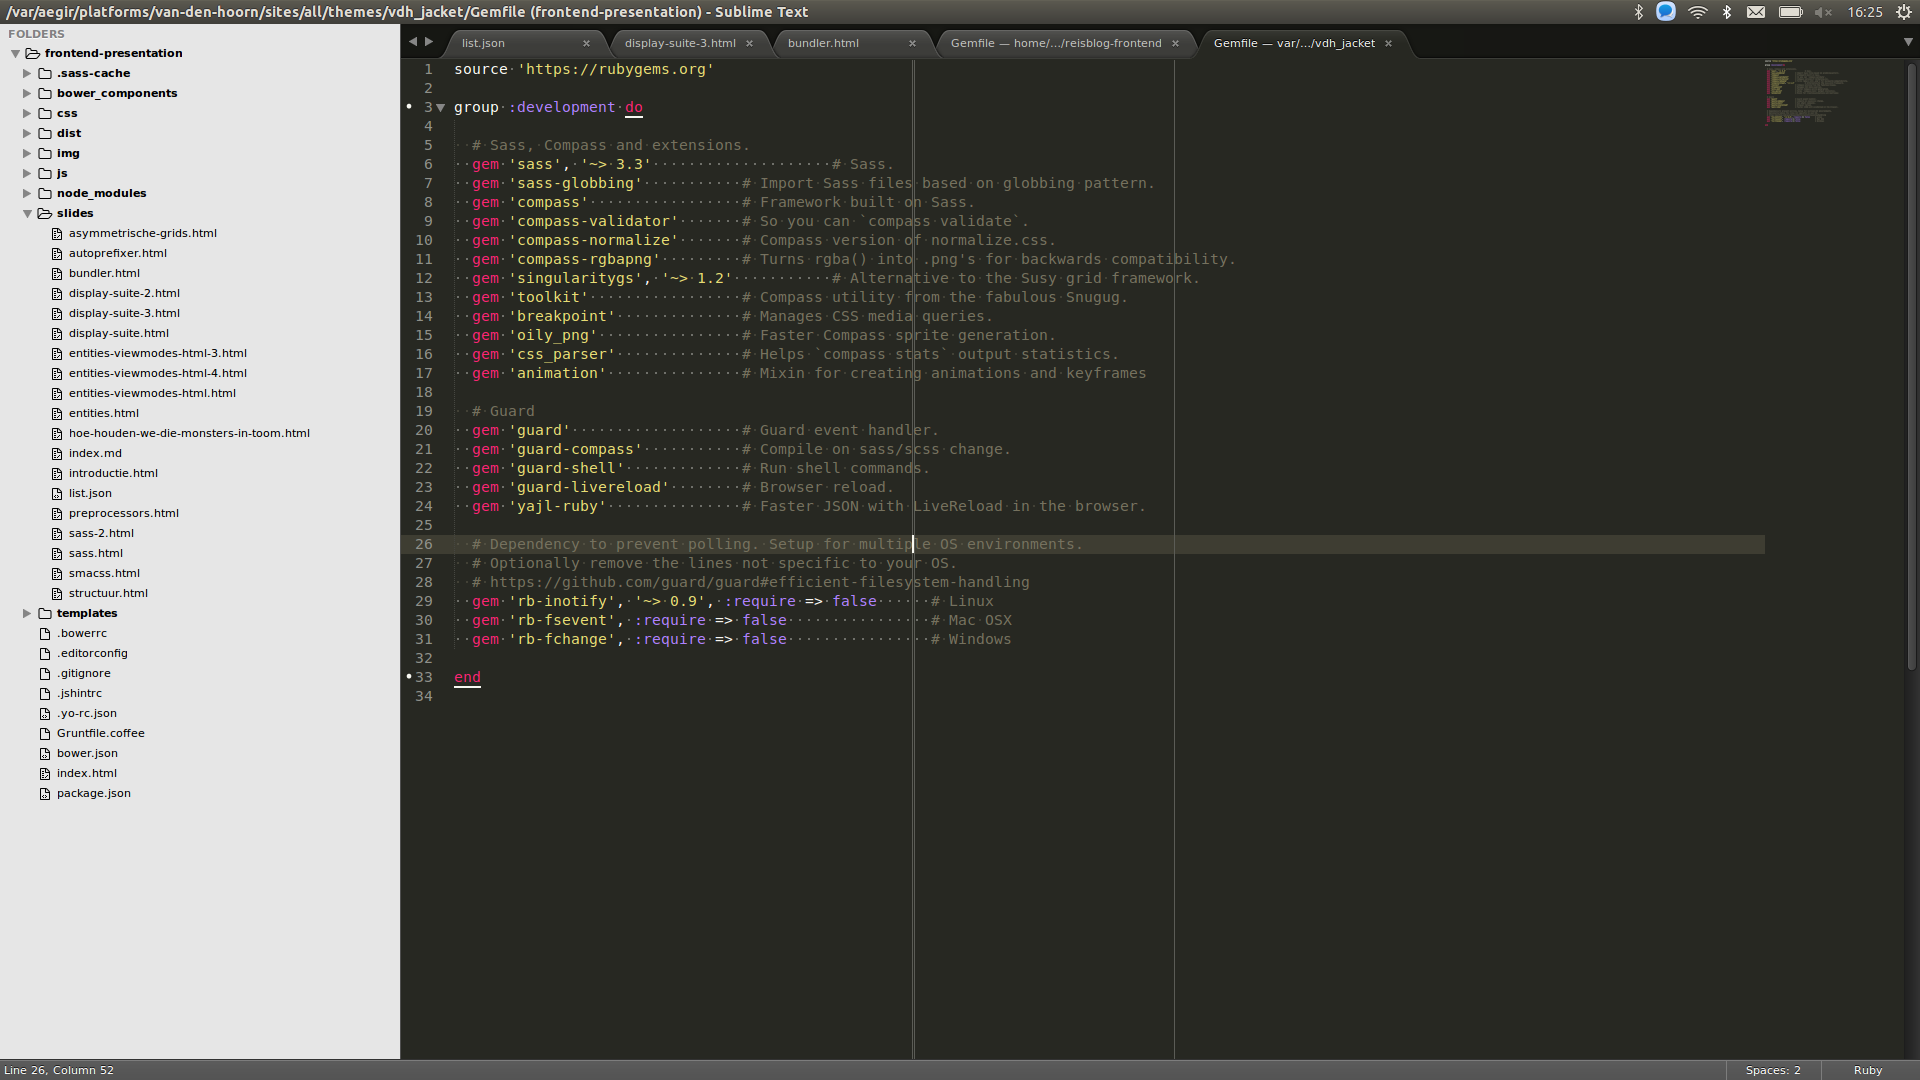 /var/aegir/platforms/van-den-hoorn/sites/all/themes/vdh_jacket/Gemfile (frontend-presentation) - Sublime Text
16:25
FOLDERS
frontend-presentation
.sass-cache
bower_components
css
dist
img
js
node_modules
slides
asymmetrische-grids.html
autoprefixer.html
bundler.html
display-suite-2.html
display-suite-3.html
display-suite.html
entities-viewmodes-html-3.html
entities-viewmodes-html-4.html
entities-viewmodes-html.html
entities.html
hoe-houden-we-die-monsters-in-toom.html
index.md
introductie.html
list.json
preprocessors.html
sass-2.html
sass.html
smacss.html
structuur.html
templates
.bowerrc
.editorconfig
.gitignore
.jshintrc
.yo-rc.json
Gruntfile.coffee
bower.json
index.html
package.json
list.json
display-suite-3.html
bundler.html
Gemfile — home/.../reisblog-frontend
Gemfile — var/.../vdh_jacket
1 source 'https://rubygems.org'
2
3 group :development do
4
5 # Sass, Compass and extensions.
6 gem 'sass', '~> 3.3' # Sass.
7 gem 'sass-globbing' # Import Sass files based on globbing pattern.
8 gem 'compass' # Framework built on Sass.
9 gem 'compass-validator' # So you can `compass validate`.
10 gem 'compass-normalize' # Compass version of normalize.css.
11 gem 'compass-rgbapng' # Turns rgba() into .png's for backwards compatibility.
12 gem 'singularitygs', '~> 1.2' # Alternative to the Susy grid framework.
13 gem 'toolkit' # Compass utility from the fabulous Snugug.
14 gem 'breakpoint' # Manages CSS media queries.
15 gem 'oily_png' # Faster Compass sprite generation.
16 gem 'css_parser' # Helps `compass stats` output statistics.
17 gem 'animation' # Mixin for creating animations and keyframes
18
19 # Guard
20 gem 'guard' # Guard event handler.
21 gem 'guard-compass' # Compile on sass/scss change.
22 gem 'guard-shell' # Run shell commands.
23 gem 'guard-livereload' # Browser reload.
24 gem 'yajl-ruby' # Faster JSON with LiveReload in the browser.
25
26 # Dependency to prevent polling. Setup for multiple OS environments.
27 # Optionally remove the lines not specific to your OS.
28 # https://github.com/guard/guard#efficient-filesystem-handling
29 gem 'rb-inotify', '~> 0.9', :require => false # Linux
30 gem 'rb-fsevent', :require => false # Mac OSX
31 gem 'rb-fchange', :require => false # Windows
32
33 end
34
Line 26, Column 52
Spaces: 2
Ruby